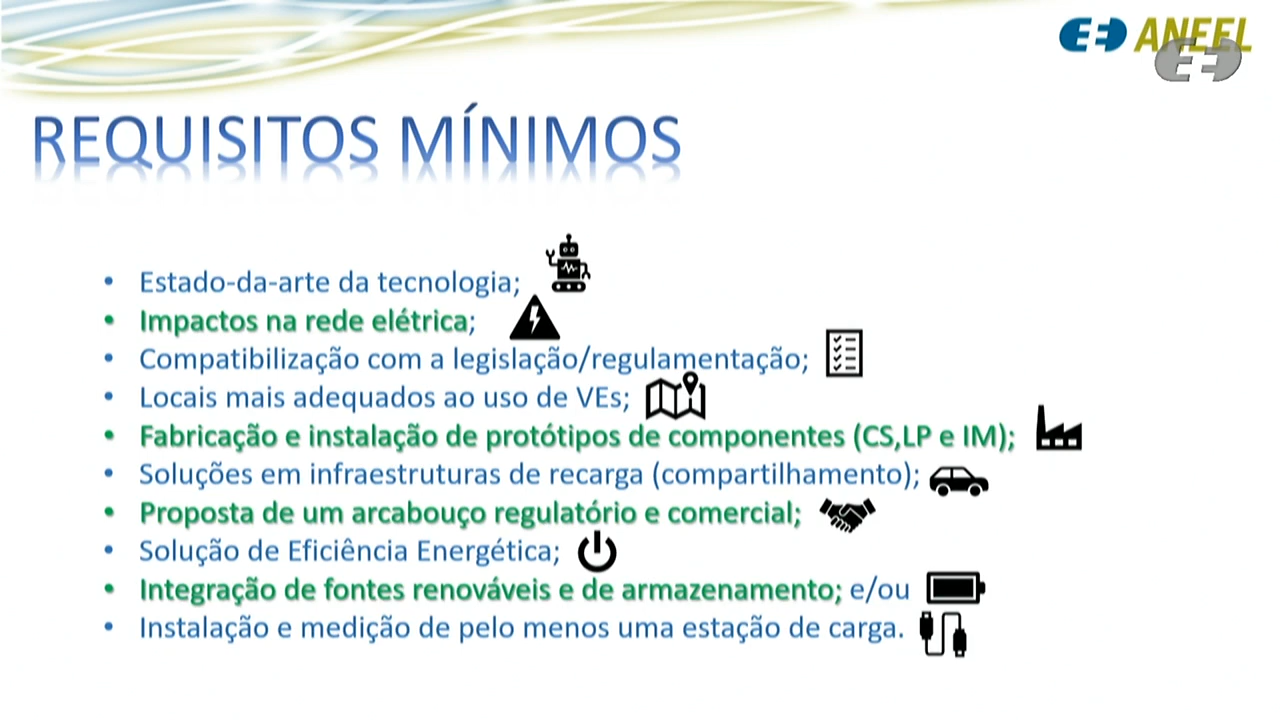 ANEEL
REQUISITOS MÍNIMOS
• Estado-da-arte da tecnologia;
• Impactos na rede elétrica;
• Compatibilização com a legislação/regulamentação;
• Locais mais adequados ao uso de VEs;
• Fabricação e instalação de protótipos de componentes (CS,LP e IM);
• Soluções em infraestruturas de recarga (compartilhamento);
• Proposta de um arcabouço regulatório e comercial;
• Solução de Eficiência Energética;
• Integração de fontes renováveis e de armazenamento; e/ou
• Instalação e medição de pelo menos uma estação de carga.